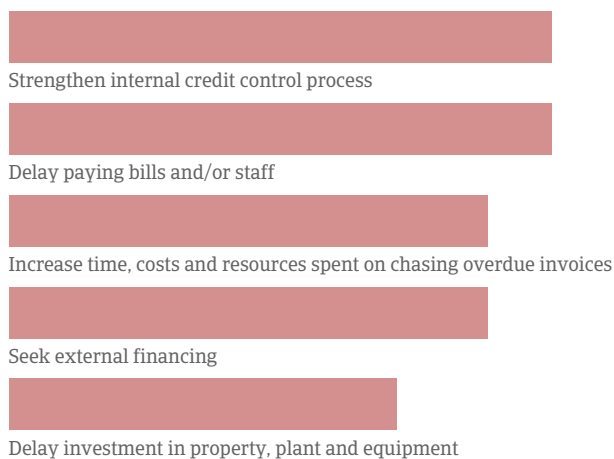 Strengthen internal credit control process
Delay paying bills and/or staff
Increase time, costs and resources spent on chasing overdue invoices
Seek external financing
Delay investment in property, plant and equipment